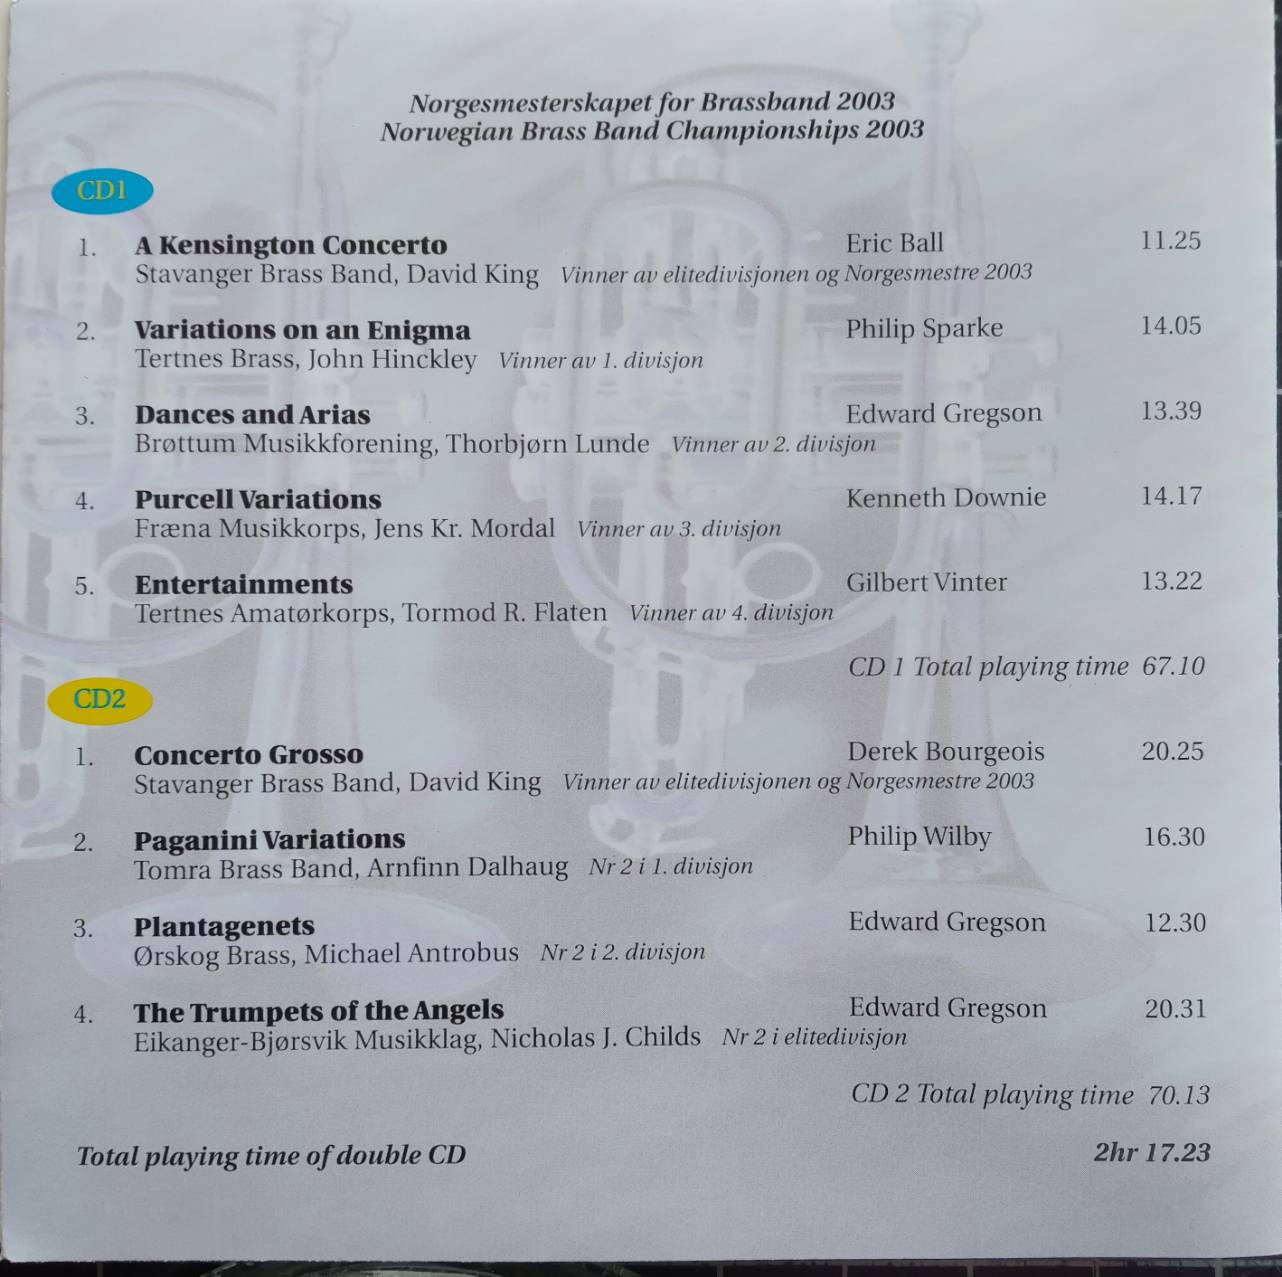 Norgesmesterskapet for Brassband 2003
Norwegian Brass Band Championships 2003
CD1
1. A Kensington Concerto Eric Ball 11.25
Stavanger Brass Band, David King Vinner av elitedivisjonen og Norgesmestre 2003
2. Variations on an Enigma Philip Sparke 14.05
Tertnes Brass, John Hinckley Vinner av 1. divisjon
3. Dances and Arias Edward Gregson 13.39
Brøttum Musikkforening, Thorbjørn Lunde Vinner av 2. divisjon
4. Purcell Variations Kenneth Downie 14.17
Fræna Musikkorps, Jens Kr. Mordal Vinner av 3. divisjon
5. Entertainments Gilbert Vinter 13.22
Tertnes Amatørkorps, Tormod R. Flaten Vinner av 4. divisjon
CD 1 Total playing time 67.10
CD2
1. Concerto Grosso Derek Bourgeois 20.25
Stavanger Brass Band, David King Vinner av elitedivisjonen og Norgesmestre 2003
2. Paganini Variations Philip Wilby 16.30
Tomra Brass Band, Arnfinn Dalhaug Nr 2 i 1. divisjon
3. Plantagenets Edward Gregson 12.30
Ørskog Brass, Michael Antrobus Nr 2 i 2. divisjon
4. The Trumpets of the Angels Edward Gregson 20.31
Eikanger-Bjørsvik Musikklag, Nicholas J. Childs Nr 2 i elitedivisjon
CD 2 Total playing time 70.13
Total playing time of double CD 2hr 17.23